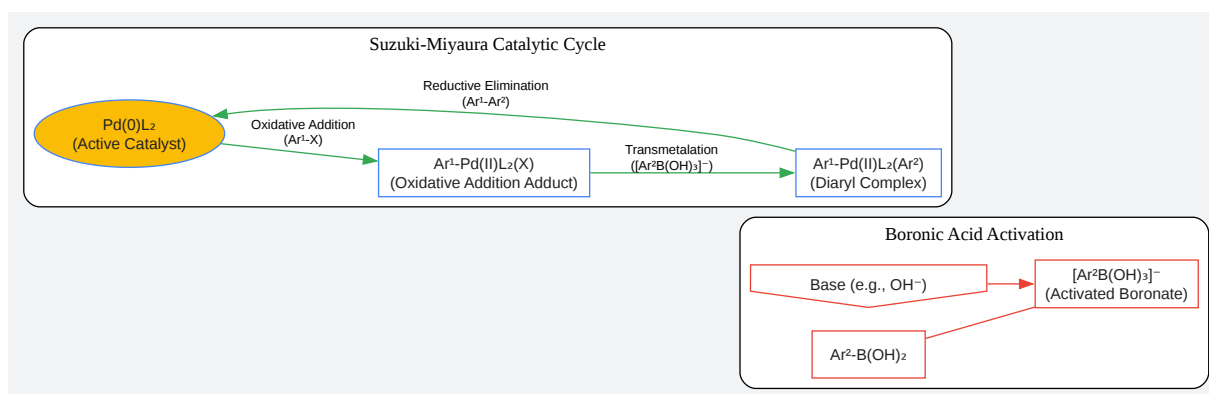 Suzuki-Miyaura Catalytic Cycle
Reductive Elimination
(Ar¹-Ar²)
Pd(0)L₂
(Active Catalyst)
Oxidative Addition
(Ar¹-X)
Ar¹-Pd(II)L₂(X)
(Oxidative Addition Adduct)
Transmetalation
([Ar²B(OH)₃]⁻)
Ar¹-Pd(II)L₂(Ar²)
(Diaryl Complex)
Boronic Acid Activation
Base (e.g., OH⁻)
[Ar²B(OH)₃]⁻
(Activated Boronate)
Ar²-B(OH)₂